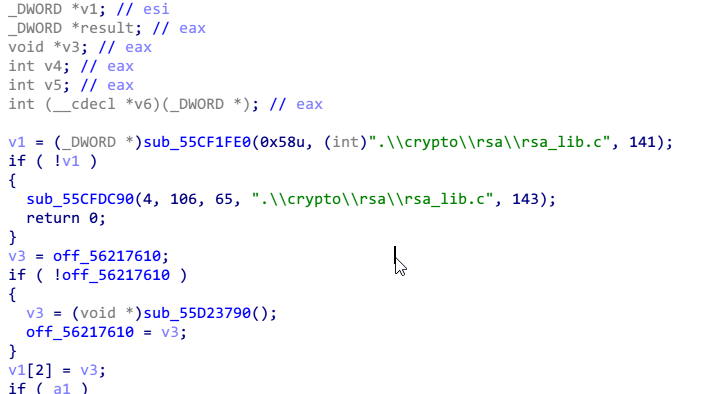 _DWORD *v1; // esi
_DWORD *result; // eax
void *v3; // eax
int v4; // eax
int v5; // eax
int (__cdecl *v6)(_DWORD *); // eax
v1 = (_DWORD *)sub_55CF1FE0(0x58u, (int)".\\crypto\\rsa\\rsa_lib.c", 141);
if ( !v1 )
{
  sub_55CFDC90(4, 106, 65, ".\\crypto\\rsa\\rsa_lib.c", 143);
  return 0;
}
v3 = off_56217610;
if ( !off_56217610 )
{
  v3 = (void *)sub_55D23790();
  off_56217610 = v3;
}
v1[2] = v3;
if ( a1 )